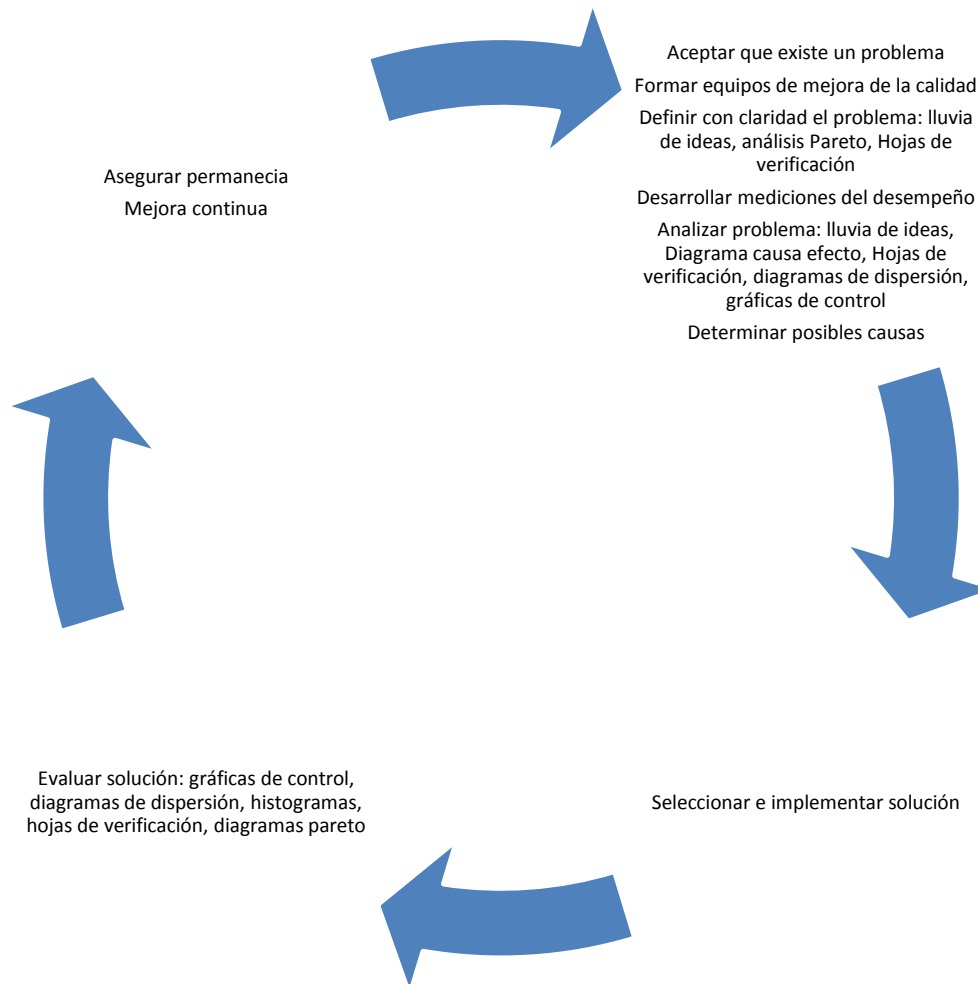 Aceptar que existe un problema
Formar equipos de mejora de la calidad
Definir con claridad el problema: lluvia
de ideas, análisis Pareto, Hojas de
verificación
Desarrollar mediciones del desempeño
Analizar problema: lluvia de ideas,
Diagrama causa efecto, Hojas de
verificación, diagramas de dispersión,
gráficas de control
Determinar posibles causas
Seleccionar e implementar solución
Evaluar solución: gráficas de control,
diagramas de dispersión, histogramas,
hojas de verificación, diagramas pareto
Asegurar permanecia
Mejora continua